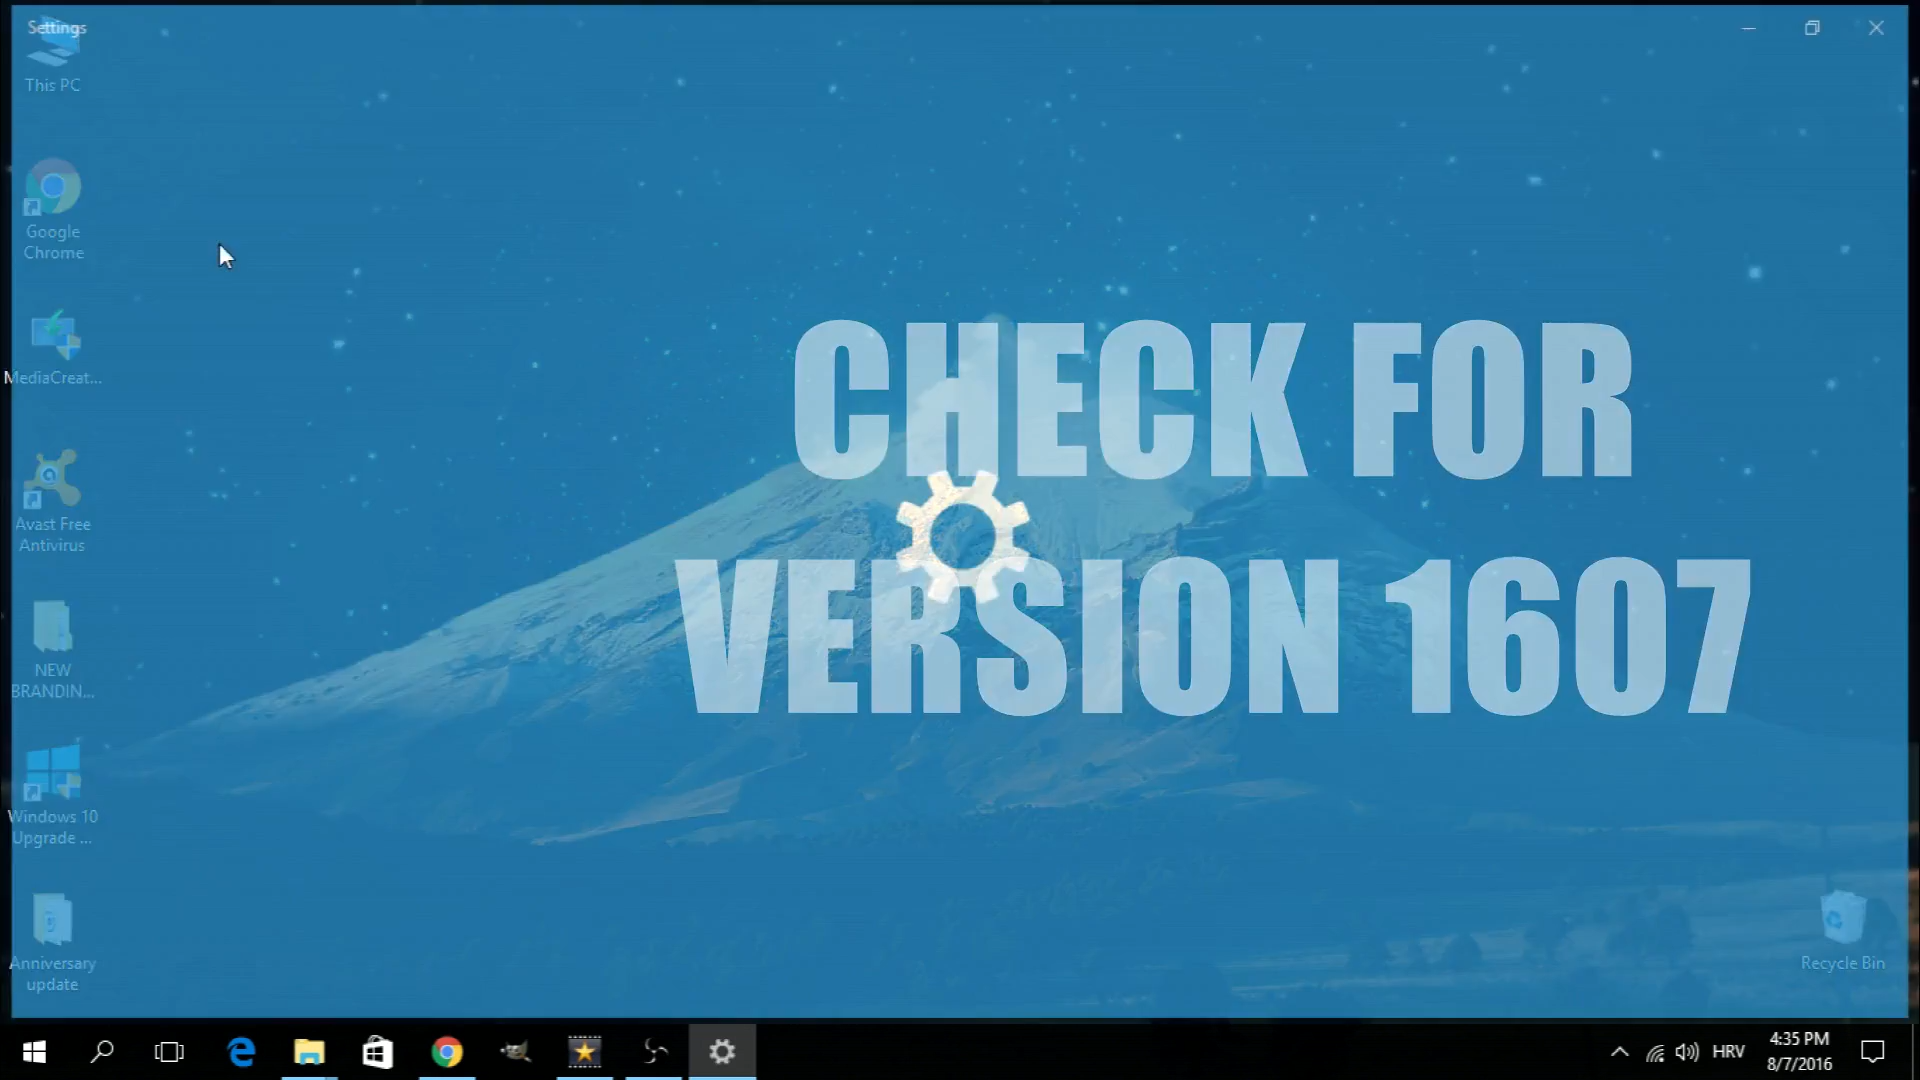 Settings
This PC
Google
Chrome
MediaCreat...
Avast Free
Antivirus
NEW
BRANDIN...
Windows 10
Upgrade ...
Anniversary
update
CHECK FOR
VERSION 1607
Recycle Bin
HRV
4:35 PM
8/7/2016